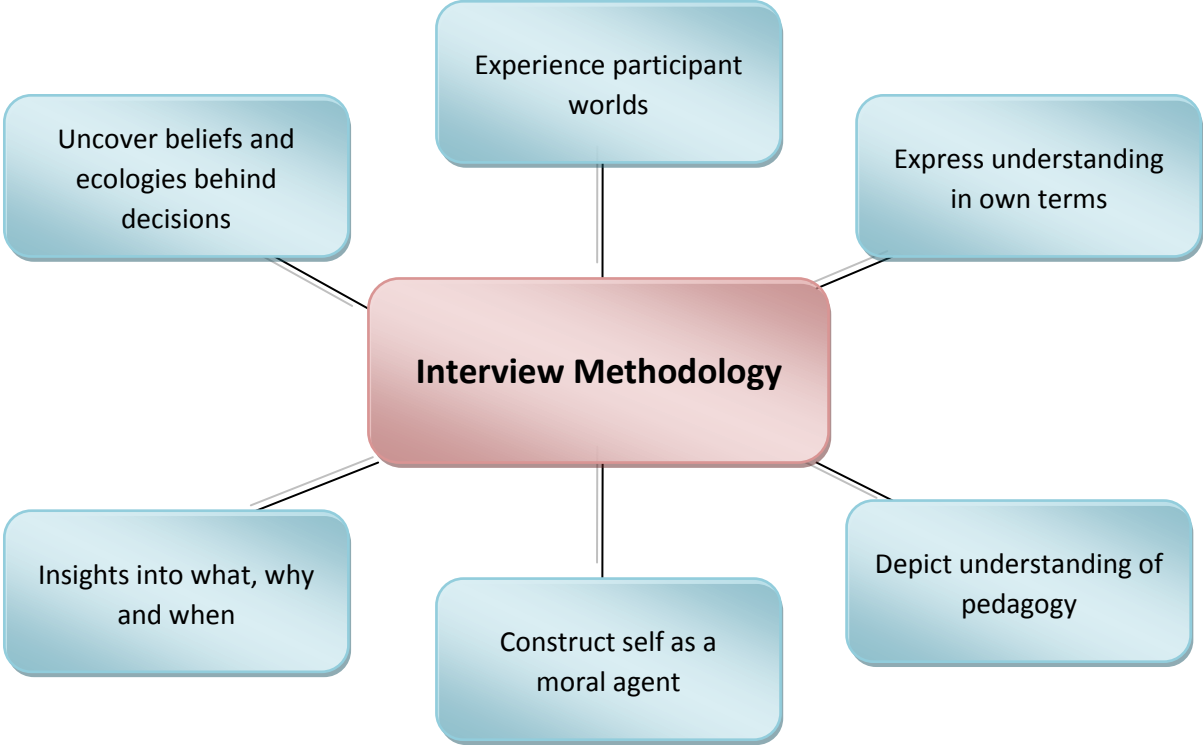 Experience participant
worlds
Uncover beliefs and
ecologies behind
decisions
Express understanding
in own terms
Interview Methodology
Insights into what, why
and when
Depict understanding of
pedagogy
Construct self as a
moral agent